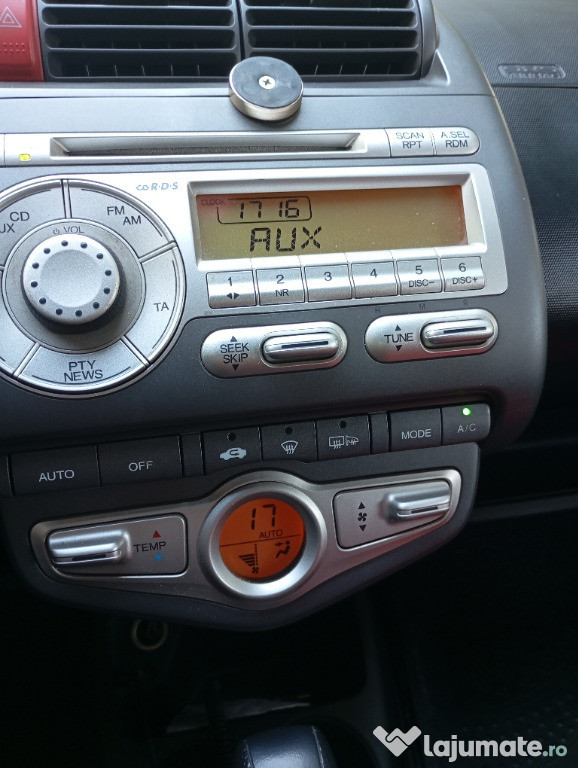 SCAN
RPT
A.SEL
RDM
CD R·D·S
CLOCK
17 16
AUX
CD
UX
VOL
FM
AM
TA
PTY
NEWS
1 2 3 4 5 6
NR DISC− DISC+
H M S
SEEK
SKIP
TUNE
AUTO
OFF
MODE
A/C
TEMP
17
AUTO
lajumate.ro